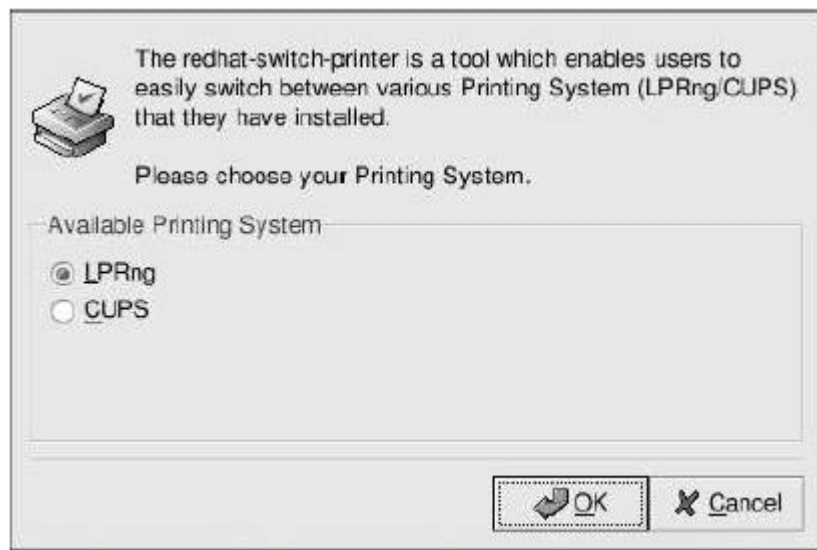 The redhat-switch-printer is a tool which enables users to
easily switch between various Printing System (LPRng/CUPS)
that they have installed.
Please choose your Printing System.
Available Printing System
LPRng
CUPS
OK
Cancel